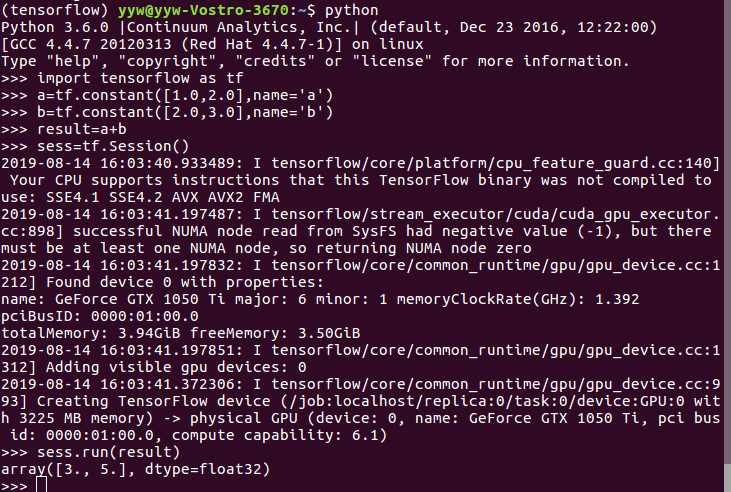 (tensorflow) yyw@yyw-Vostro-3670:~$ python
Python 3.6.0 |Continuum Analytics, Inc.| (default, Dec 23 2016, 12:22:00)
[GCC 4.4.7 20120313 (Red Hat 4.4.7-1)] on linux
Type "help", "copyright", "credits" or "license" for more information.
>>> import tensorflow as tf
>>> a=tf.constant([1.0,2.0],name='a')
>>> b=tf.constant([2.0,3.0],name='b')
>>> result=a+b
>>> sess=tf.Session()
2019-08-14 16:03:40.933489: I tensorflow/core/platform/cpu_feature_guard.cc:140]
 Your CPU supports instructions that this TensorFlow binary was not compiled to
use: SSE4.1 SSE4.2 AVX AVX2 FMA
2019-08-14 16:03:41.197487: I tensorflow/stream_executor/cuda/cuda_gpu_executor.
cc:898] successful NUMA node read from SysFS had negative value (-1), but there
must be at least one NUMA node, so returning NUMA node zero
2019-08-14 16:03:41.197832: I tensorflow/core/common_runtime/gpu/gpu_device.cc:1
212] Found device 0 with properties:
name: GeForce GTX 1050 Ti major: 6 minor: 1 memoryClockRate(GHz): 1.392
pciBusID: 0000:01:00.0
totalMemory: 3.94GiB freeMemory: 3.50GiB
2019-08-14 16:03:41.197851: I tensorflow/core/common_runtime/gpu/gpu_device.cc:1
312] Adding visible gpu devices: 0
2019-08-14 16:03:41.372306: I tensorflow/core/common_runtime/gpu/gpu_device.cc:9
93] Creating TensorFlow device (/job:localhost/replica:0/task:0/device:GPU:0 wit
h 3225 MB memory) -> physical GPU (device: 0, name: GeForce GTX 1050 Ti, pci bus
 id: 0000:01:00.0, compute capability: 6.1)
>>> sess.run(result)
array([3., 5.], dtype=float32)
>>>